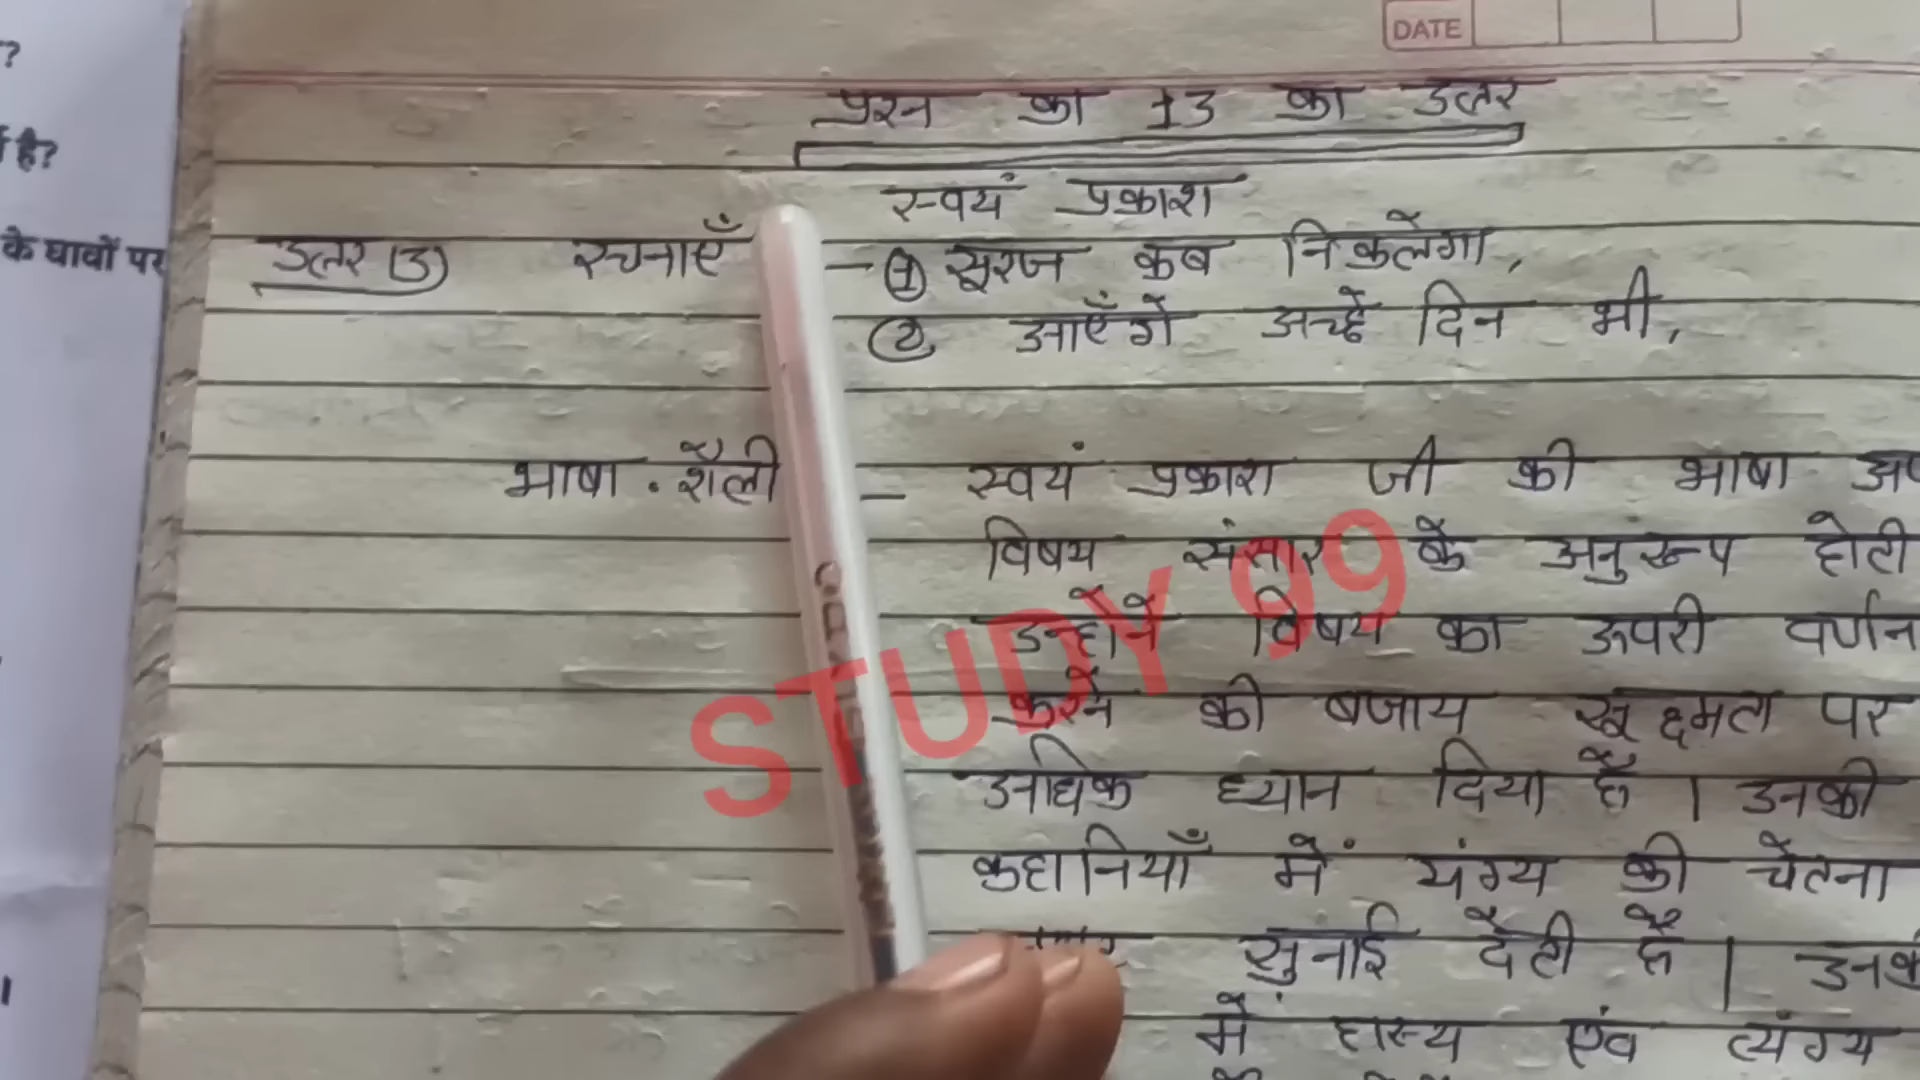 DATE
?
है?
के घावों पर
प्रश्न का 13 का उत्तर
स्वयं प्रकाश
उत्तर (3) रचनाएँ – ① सूरज कब निकलेगा,
② आएँगे अच्छे दिन भी,
भाषा-शैली – स्वयं प्रकाश जी की भाषा
विषय संसार के अनुरूप होती
उन्होंने विषय का ऊपरी वर्णन
करने की बजाय सूक्ष्मता पर
अधिक ध्यान दिया है । उनकी
कहानियाँ में यंग्य की चेतना
सुनाई देती है ।
में हास्य एवं व्यंग्य
STUDY 99